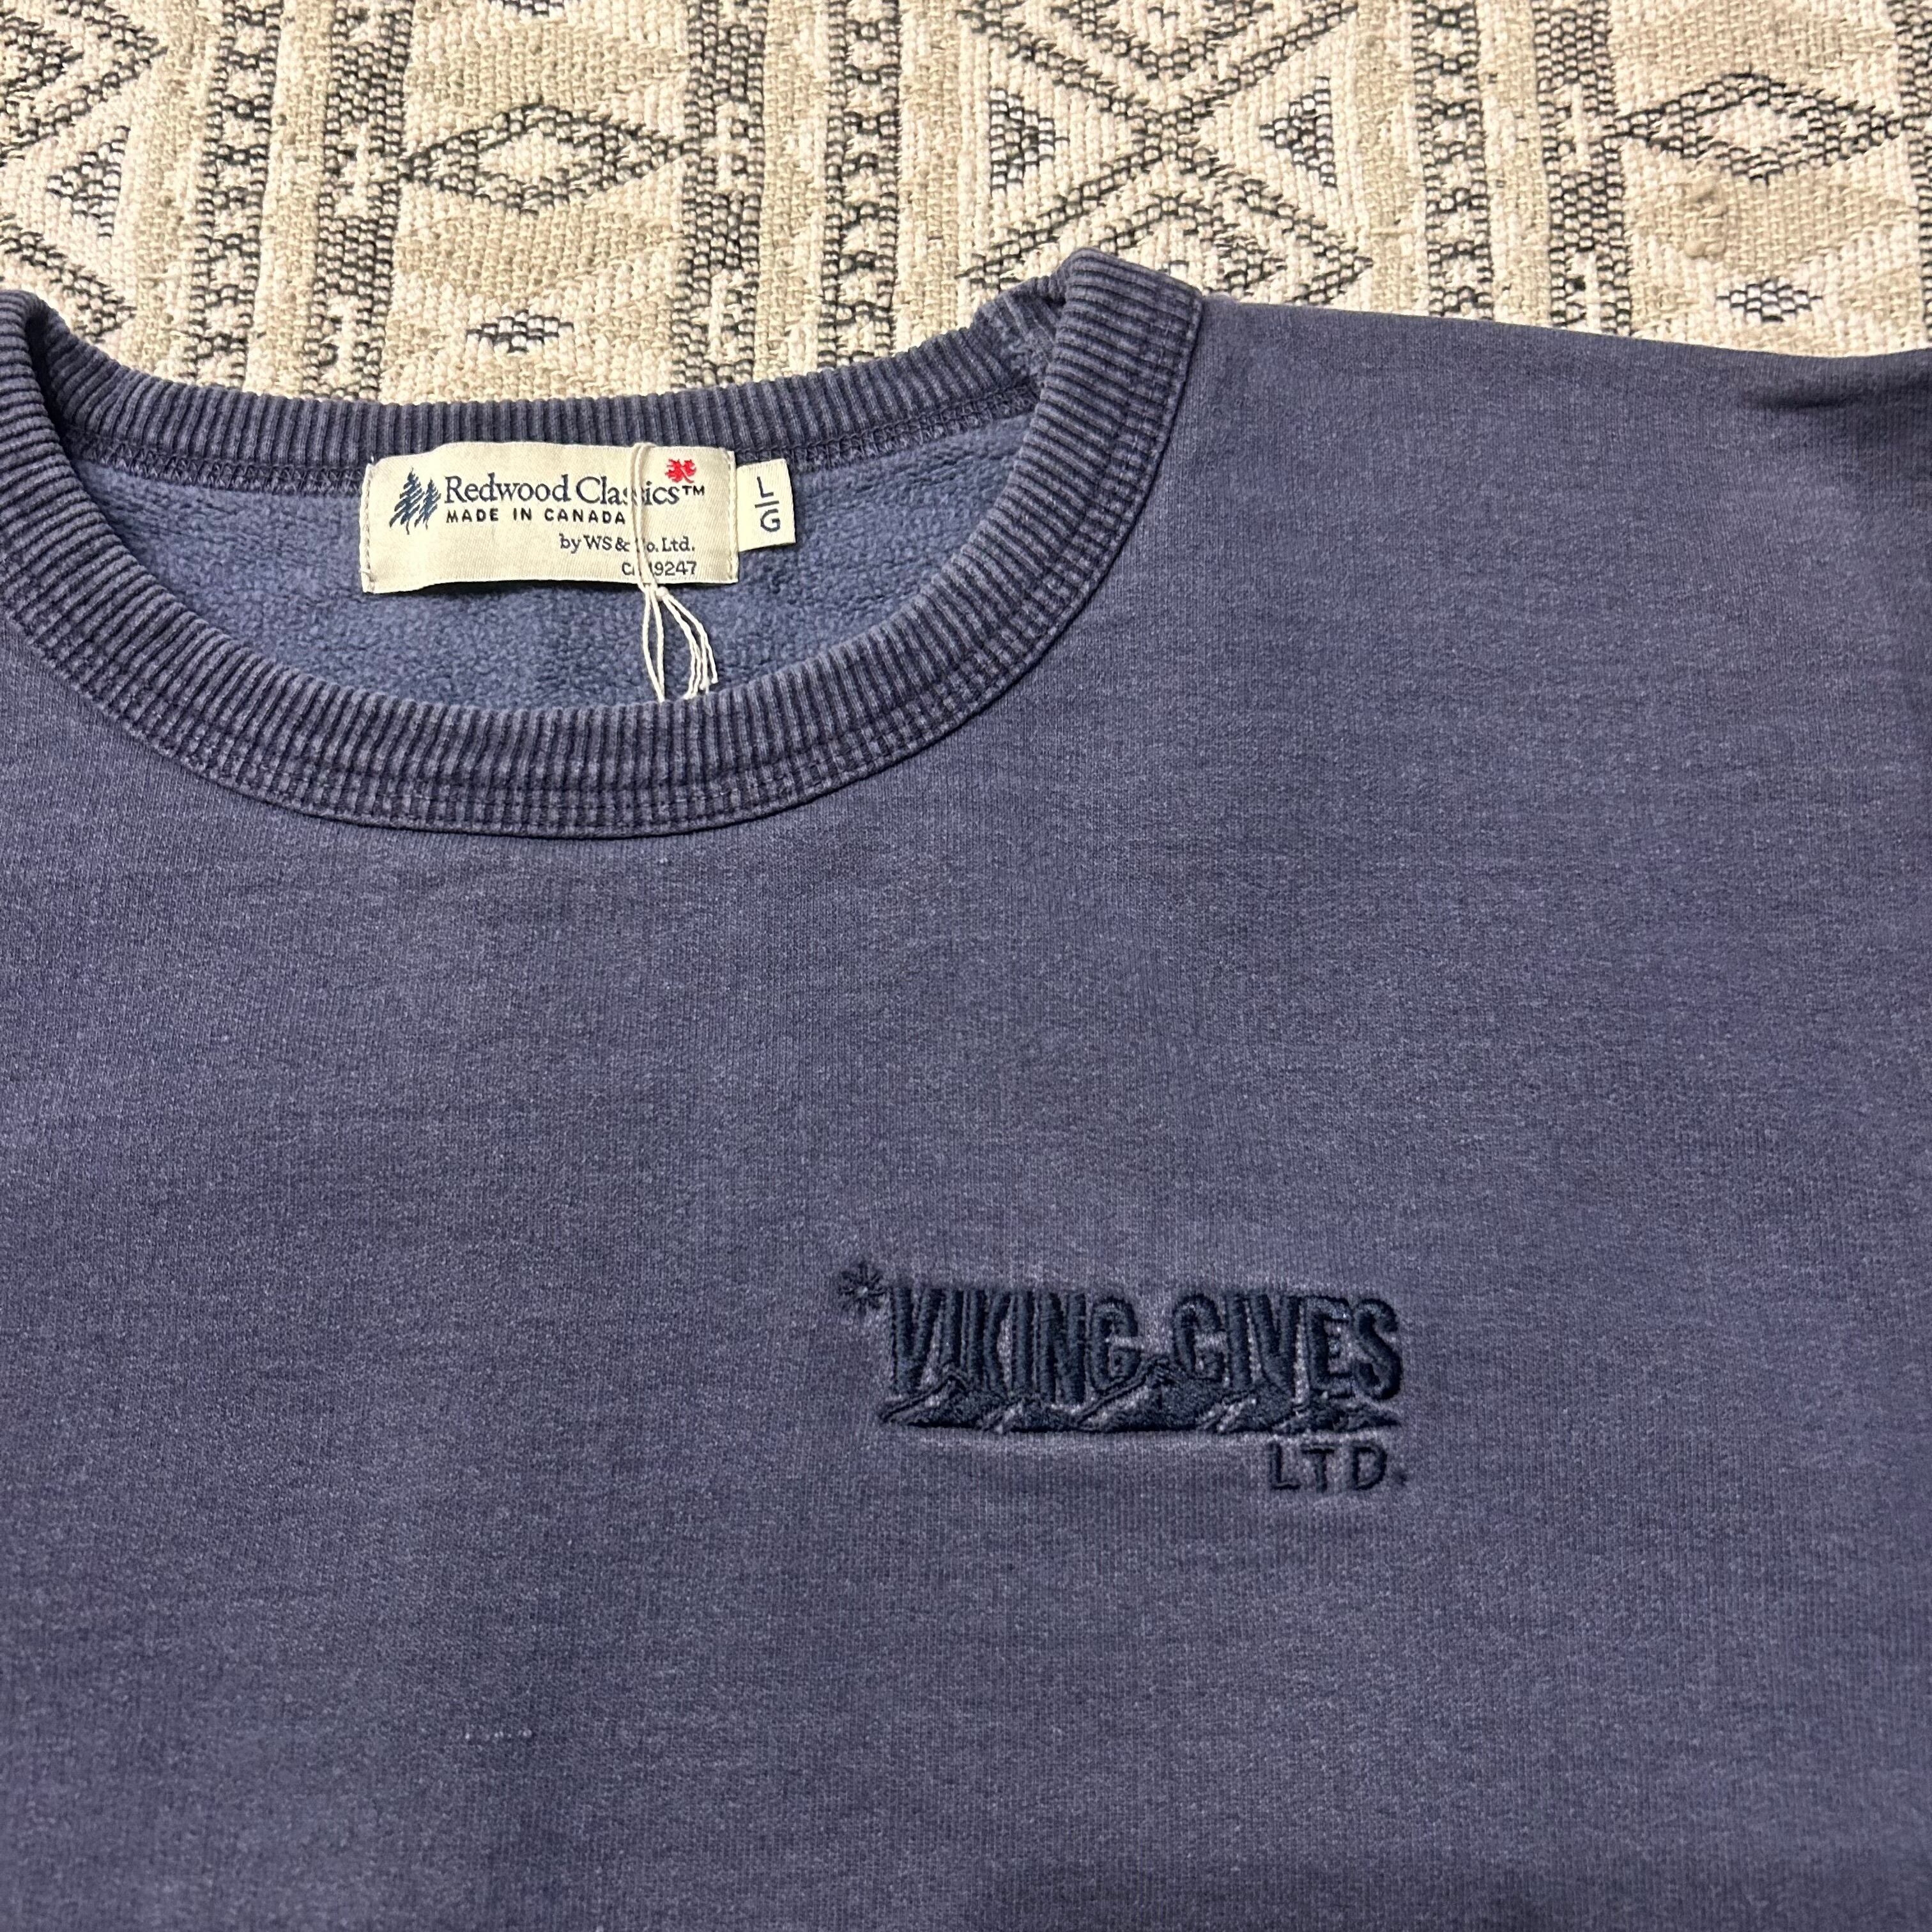 Redwood Classics™
MADE IN CANADA
by WS & Co. Ltd.
L
G
*VIKING GIVES
LTD.